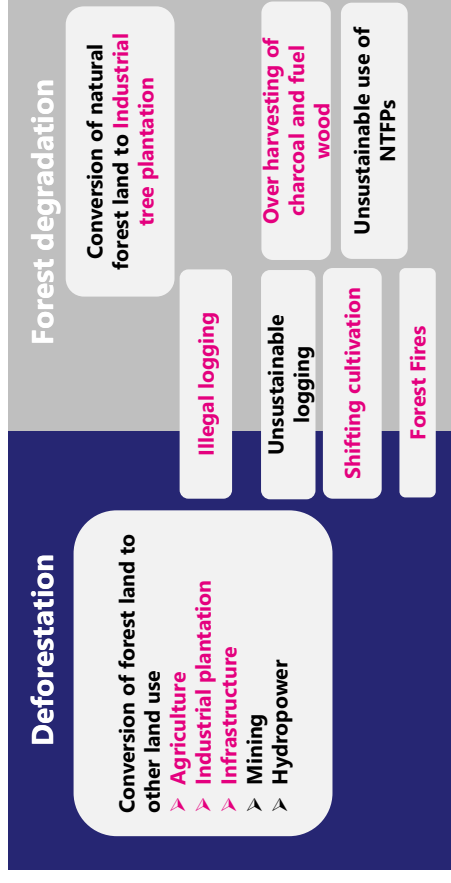 Deforestation
Forest degradation
Conversion of forest land to
other land use
➢ Agriculture
➢ Industrial plantation
➢ Infrastructure
➢ Mining
➢ Hydropower
Illegal logging
Unsustainable
logging
Shifting cultivation
Forest Fires
Conversion of natural
forest land to Industrial
tree plantation
Over harvesting of
charcoal and fuel
wood
Unsustainable use of
NTFPs